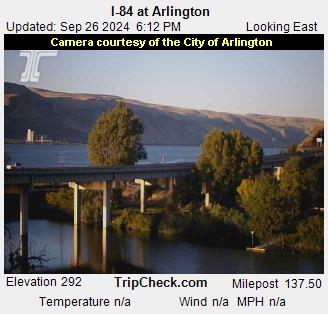 I-84 at Arlington
Updated: Sep 26 2024 6:12 PM Looking East
Camera courtesy of the City of Arlington
Elevation 292 TripCheck.com Milepost 137.50
Temperature n/a Wind n/a MPH n/a